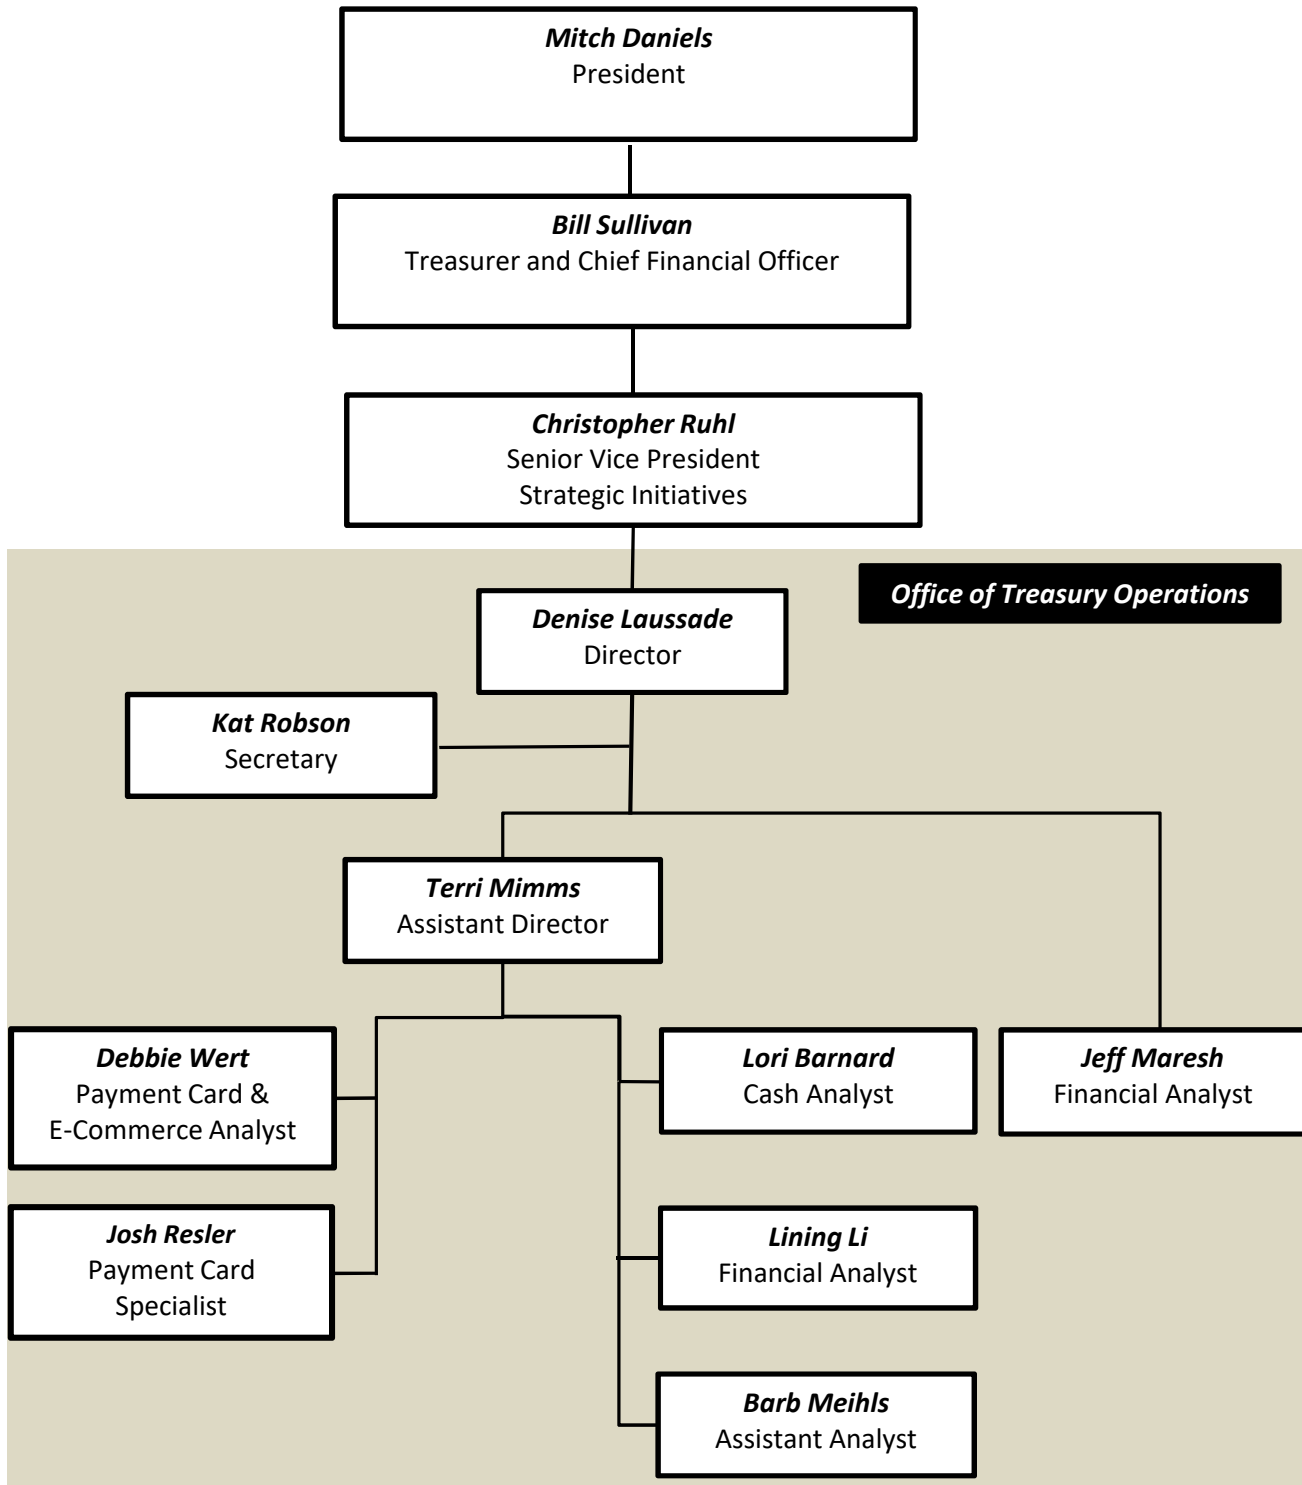 Mitch Daniels
President
Bill Sullivan
Treasurer and Chief Financial Officer
Christopher Ruhl
Senior Vice President
Strategic Initiatives
Office of Treasury Operations
Denise Laussade
Director
Kat Robson
Secretary
Terri Mimms
Assistant Director
Debbie Wert
Payment Card &
E-Commerce Analyst
Lori Barnard
Cash Analyst
Jeff Maresh
Financial Analyst
Josh Resler
Payment Card
Specialist
Lining Li
Financial Analyst
Barb Meihls
Assistant Analyst